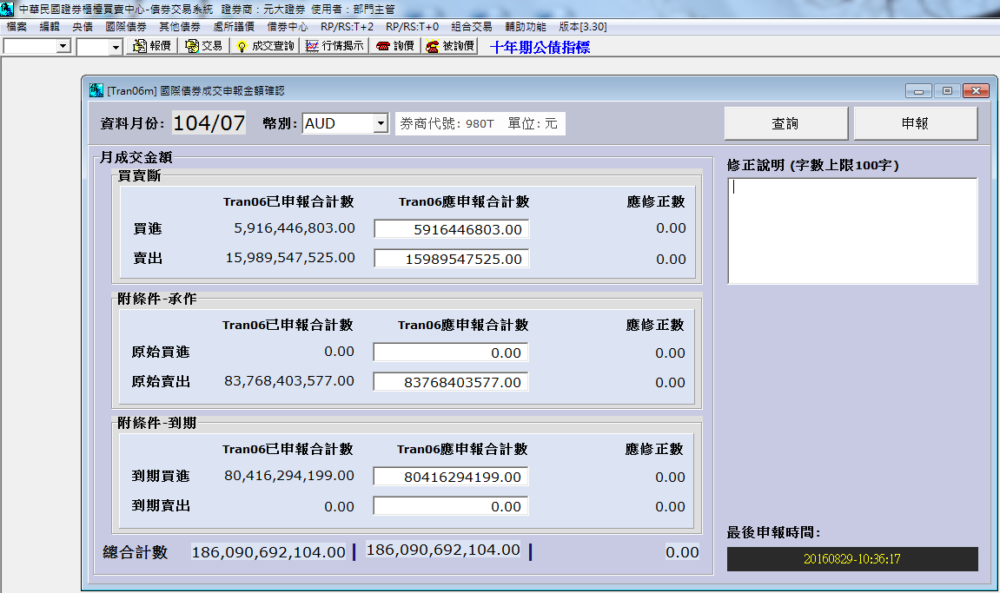 中華民國證券櫃檯買賣中心-債券交易系統 證券商：元大證券 使用者：部門主管
檔案 編輯 央債 國際債券 其他債券 處所議價 借券中心 RP/RS:T+2 RP/RS:T+0 組合交易 輔助功能 版本[3.30]
報價 交易 成交查詢 行情揭示 詢價 被詢價 十年期公債指標
[Tran06m] 國際債券成交申報金額確認
資料月份: 104/07 幣別: AUD 券商代號: 980T 單位: 元 查詢 申報
月成交金額
修正說明 (字數上限100字)
買賣斷
Tran06已申報合計數 Tran06應申報合計數 應修正數
買進 5,916,446,803.00 5916446803.00 0.00
賣出 15,989,547,525.00 15989547525.00 0.00
附條件-承作
Tran06已申報合計數 Tran06應申報合計數 應修正數
原始買進 0.00 0.00 0.00
原始賣出 83,768,403,577.00 83768403577.00 0.00
附條件-到期
Tran06已申報合計數 Tran06應申報合計數 應修正數
到期買進 80,416,294,199.00 80416294199.00 0.00
到期賣出 0.00 0.00 0.00
總合計數 186,090,692,104.00 186,090,692,104.00 0.00
最後申報時間:
20160829-10:36:17